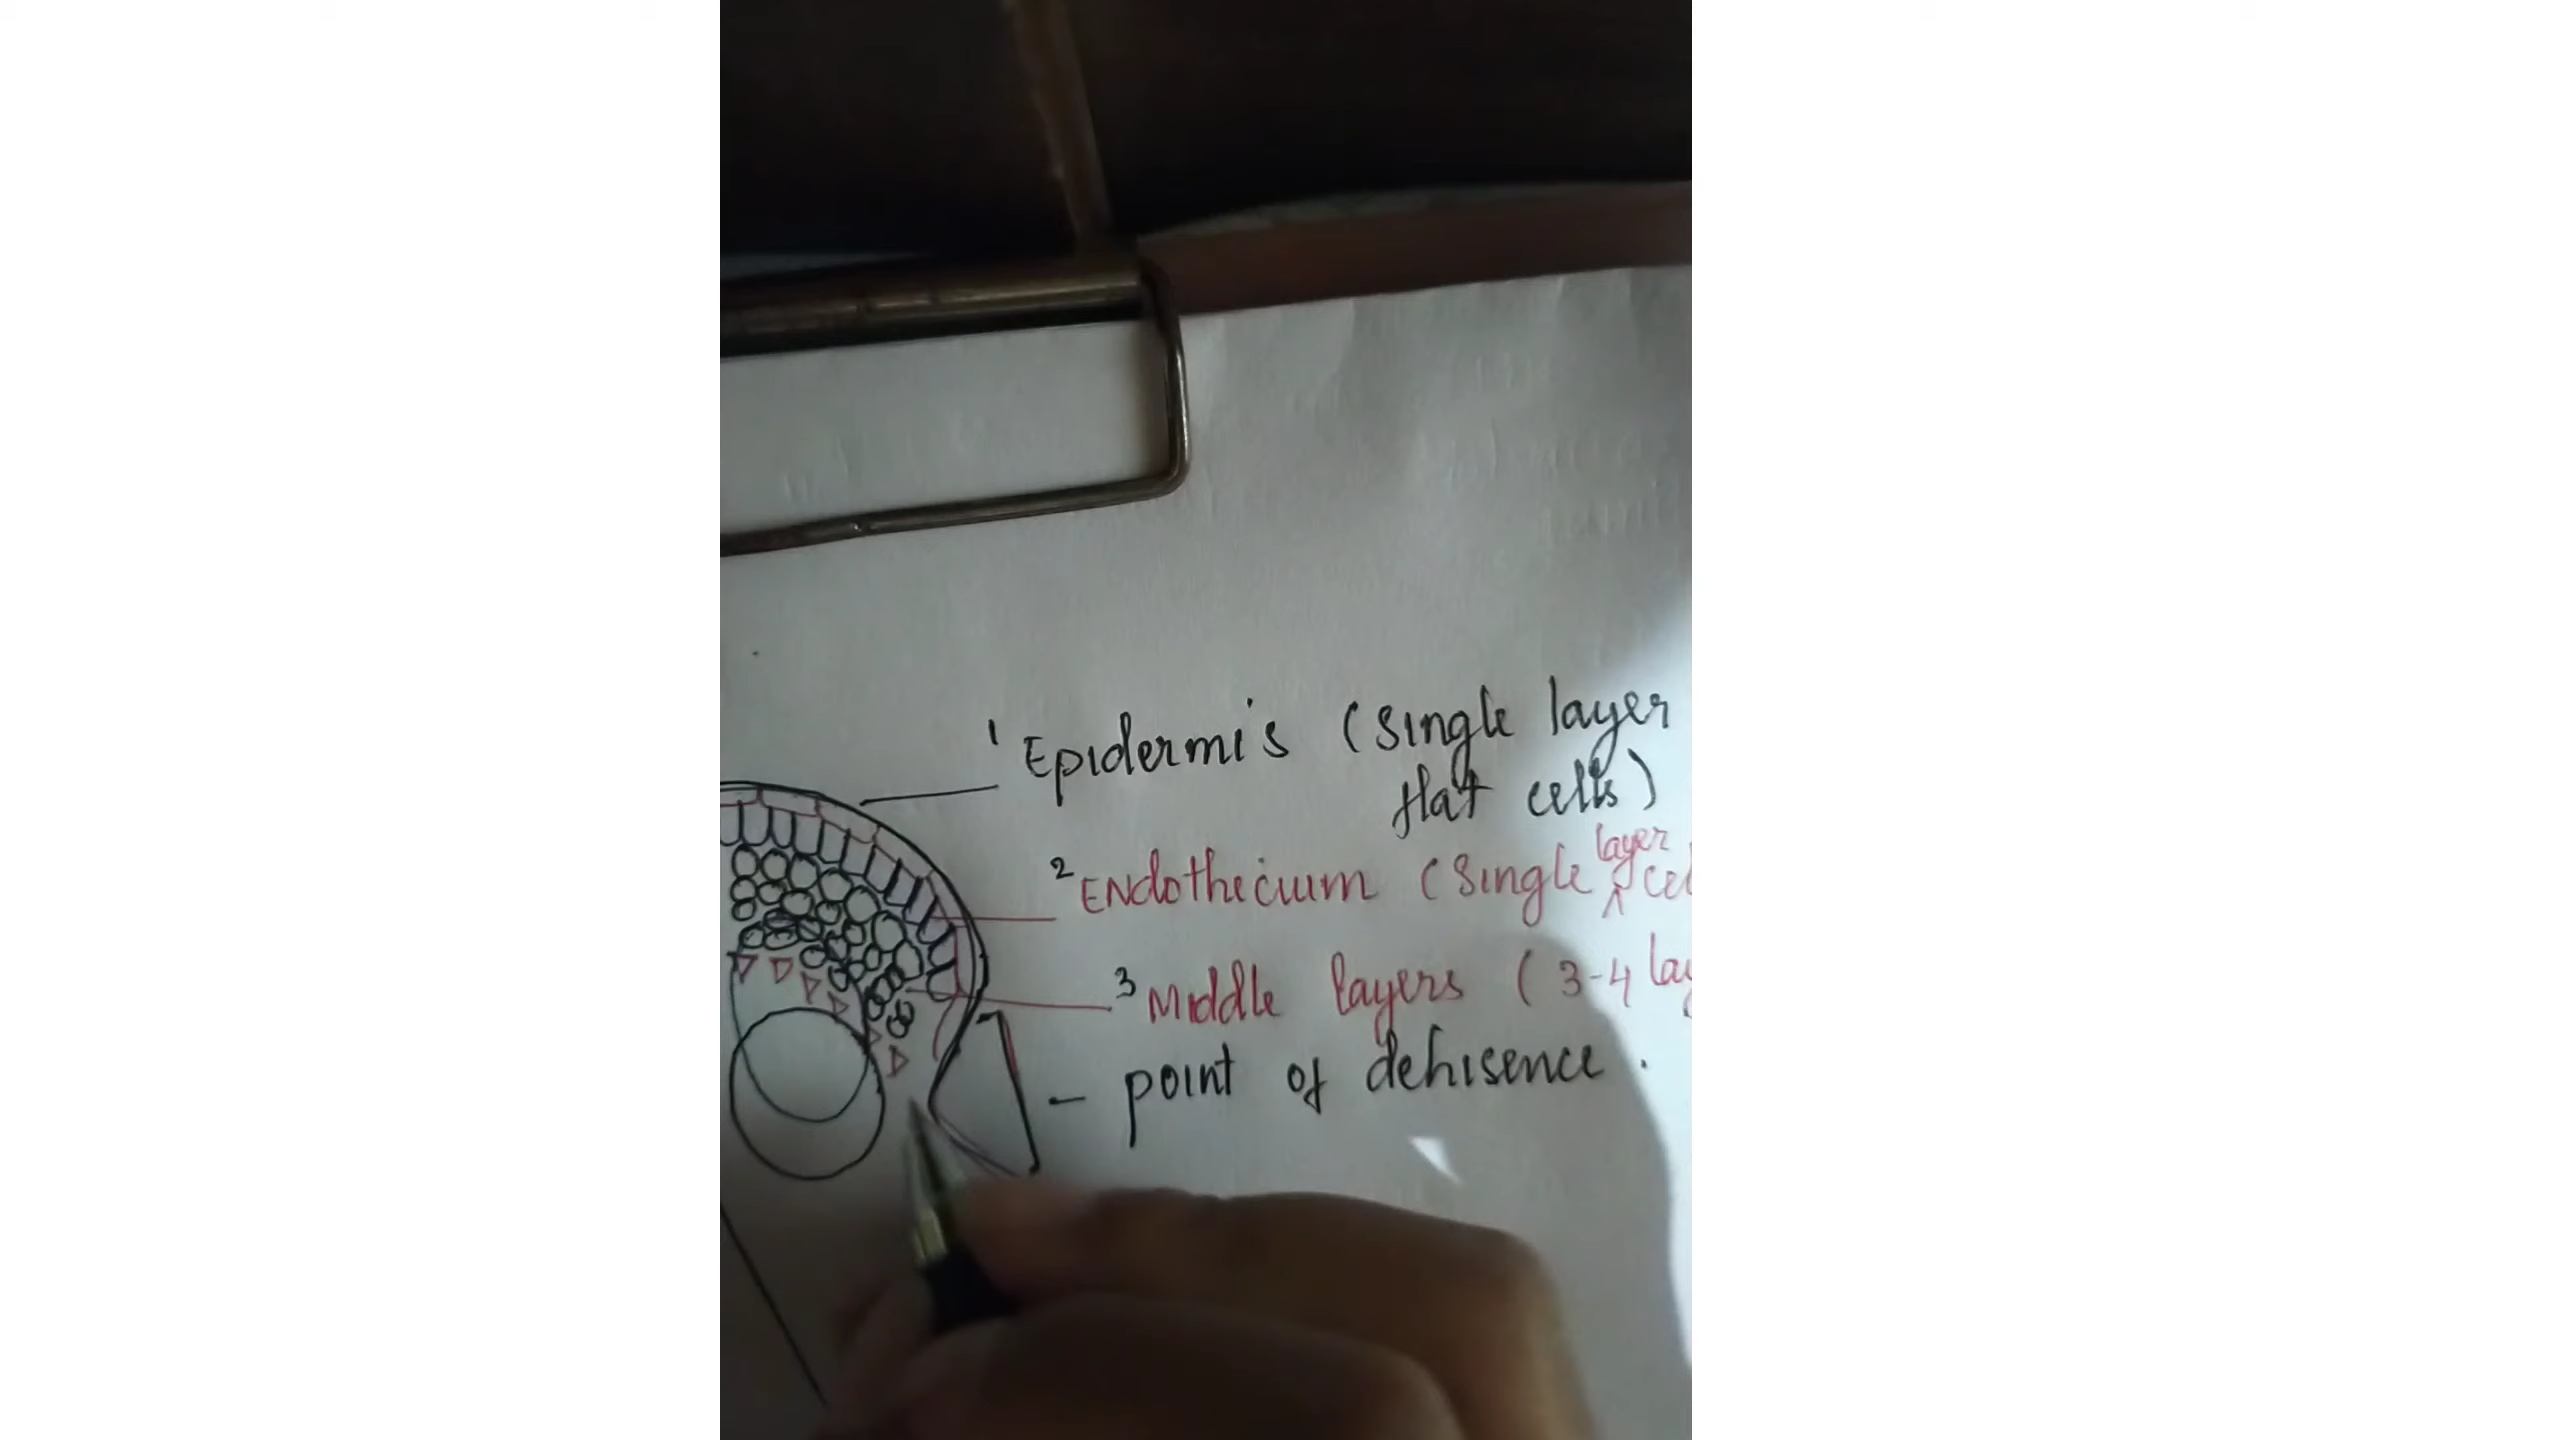 1 Epidermis (single layer
flat cells)
layer
2 Endothecium (single ^
3 Middle layers (3-4
- point of dehisence.